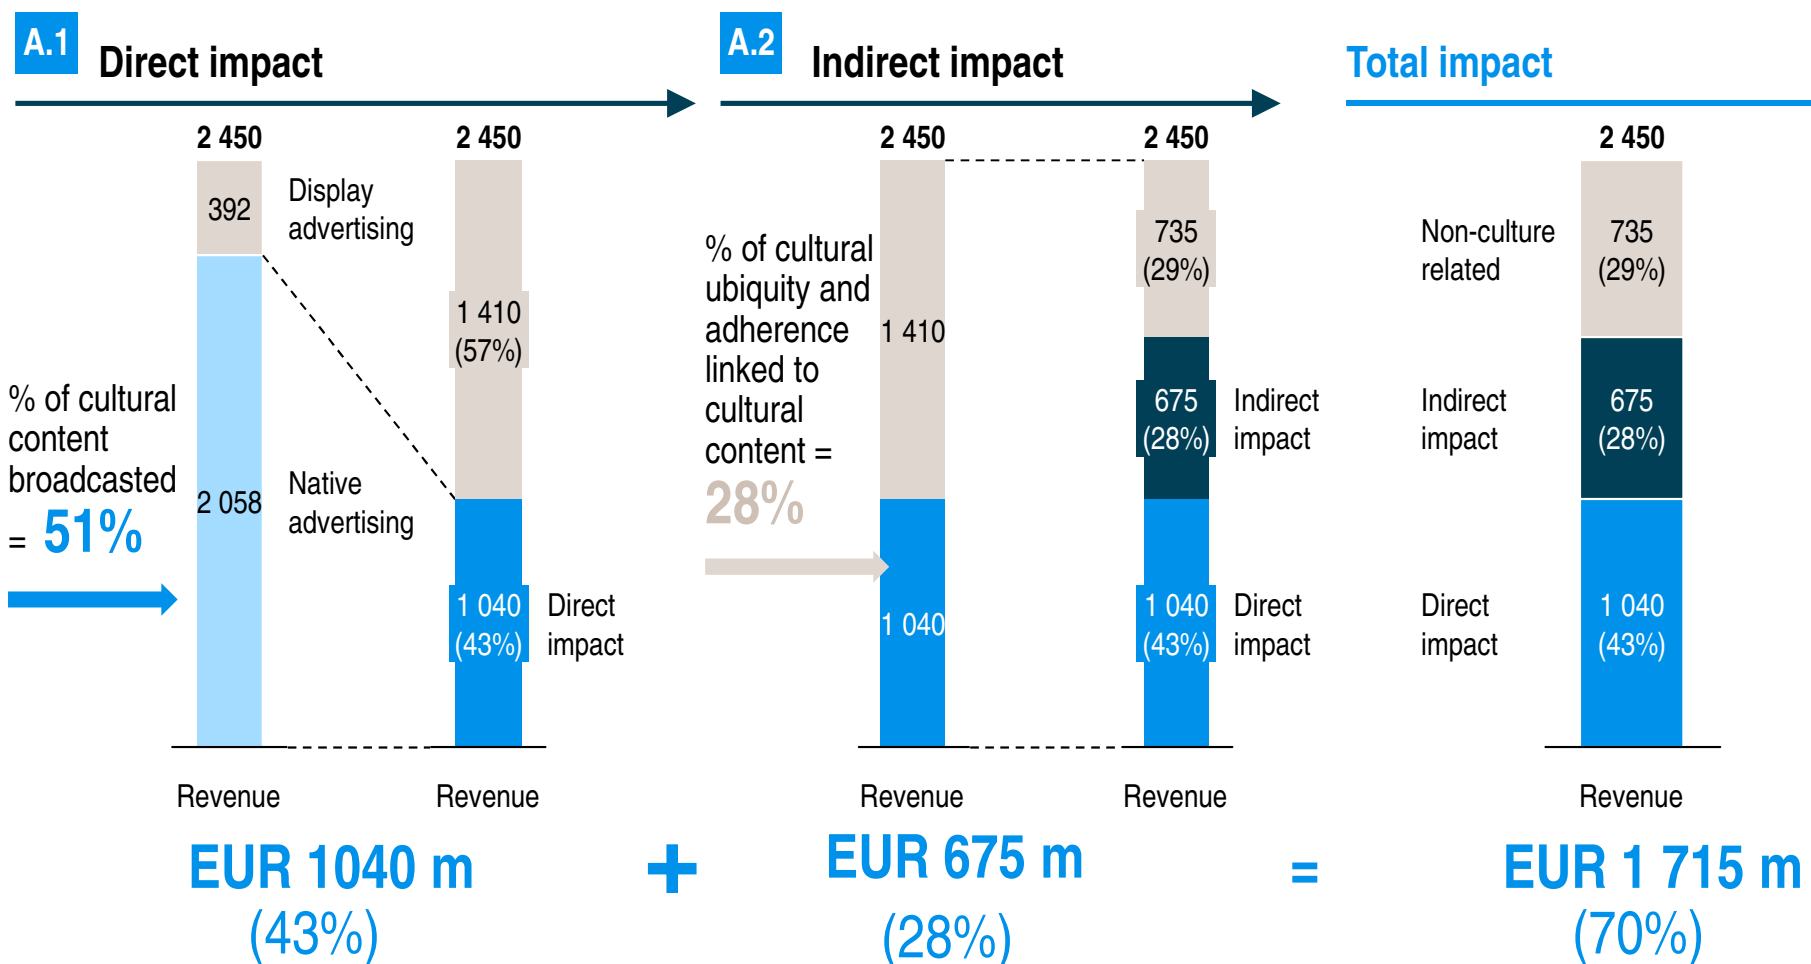 A.1
Direct impact
2 450
2 450
392
Display
advertising
1 410
(57%)
% of cultural
content
broadcasted
= 51%
2 058
Native
advertising
1 040
(43%)
Direct
impact
Revenue
Revenue
EUR 1040 m
(43%)
+
A.2
Indirect impact
2 450
2 450
% of cultural
ubiquity and
adherence
linked to
cultural
content =
28%
1 410
1 040
735
(29%)
675
(28%)
Indirect
impact
1 040
(43%)
Direct
impact
Revenue
Revenue
EUR 675 m
(28%)
=
Total impact
2 450
Non-culture
related
735
(29%)
Indirect
impact
675
(28%)
Direct
impact
1 040
(43%)
Revenue
EUR 1 715 m
(70%)